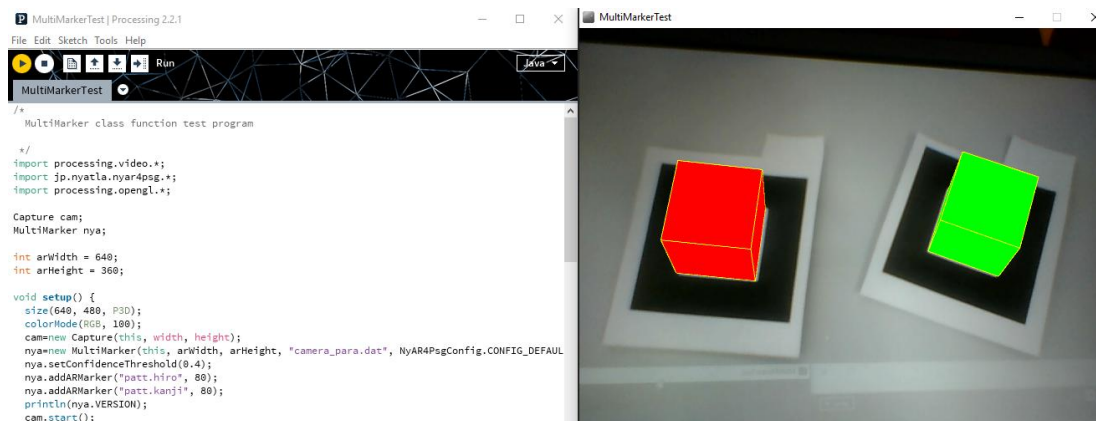 MultiMarkerTest | Processing 2.2.1
File Edit Sketch Tools Help
Run
Java
MultiMarkerTest
/*
MultiMarker class function test program
*/
import processing.video.*;
import jp.nyatla.nyar4psg.*;
import processing.opengl.*;
Capture cam;
MultiMarker nya;
int arWidth = 640;
int arHeight = 360;
void setup() {
size(640, 480, P3D);
colorMode(RGB, 100);
cam=new Capture(this, width, height);
nya=new MultiMarker(this, arWidth, arHeight, "camera_para.dat", NyAR4PsgConfig.CONFIG_DEFAUL
nya.setConfidenceThreshold(0.4);
nya.addARMarker("patt.hiro", 80);
nya.addARMarker("patt.kanji", 80);
println(nya.VERSION);
cam.start();
MultiMarkerTest